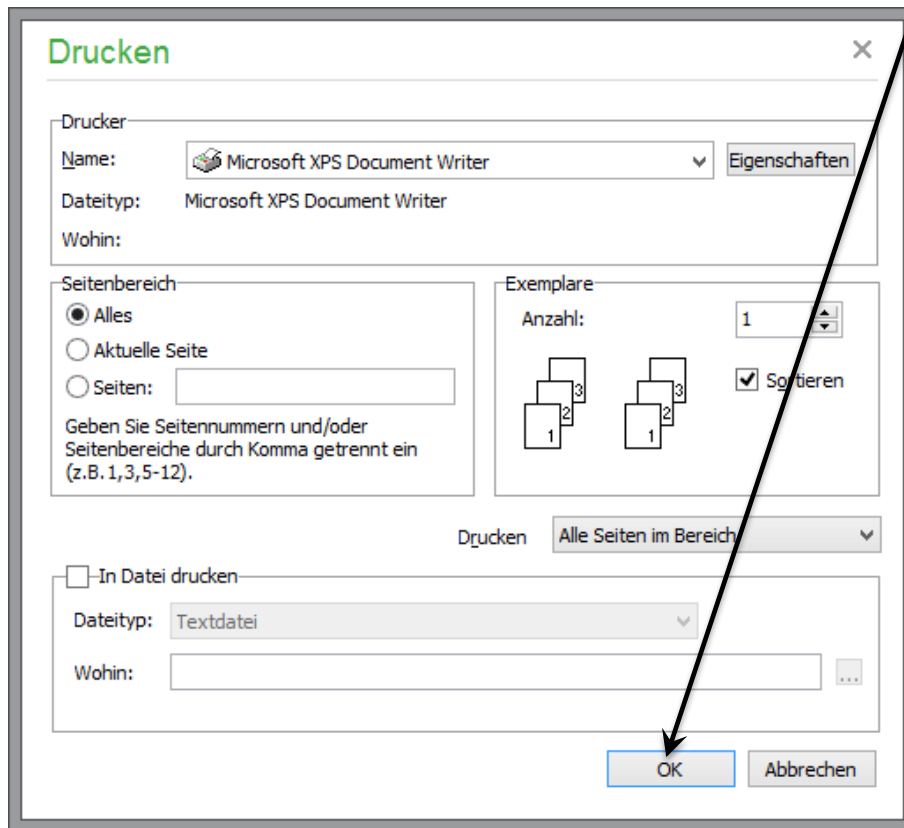 Drucken
Drucker
Name: Microsoft XPS Document Writer Eigenschaften
Dateityp: Microsoft XPS Document Writer
Wohin:
Seitenbereich
Alles
Aktuelle Seite
Seiten:
Geben Sie Seitennummern und/oder
Seitenbereiche durch Komma getrennt ein
(z.B. 1,3,5-12).
Exemplare
Anzahl: 1
1 2 3 1 2 3
Sortieren
Drucken Alle Seiten im Bereich
In Datei drucken
Dateityp: Textdatei
Wohin: ...
OK Abbrechen